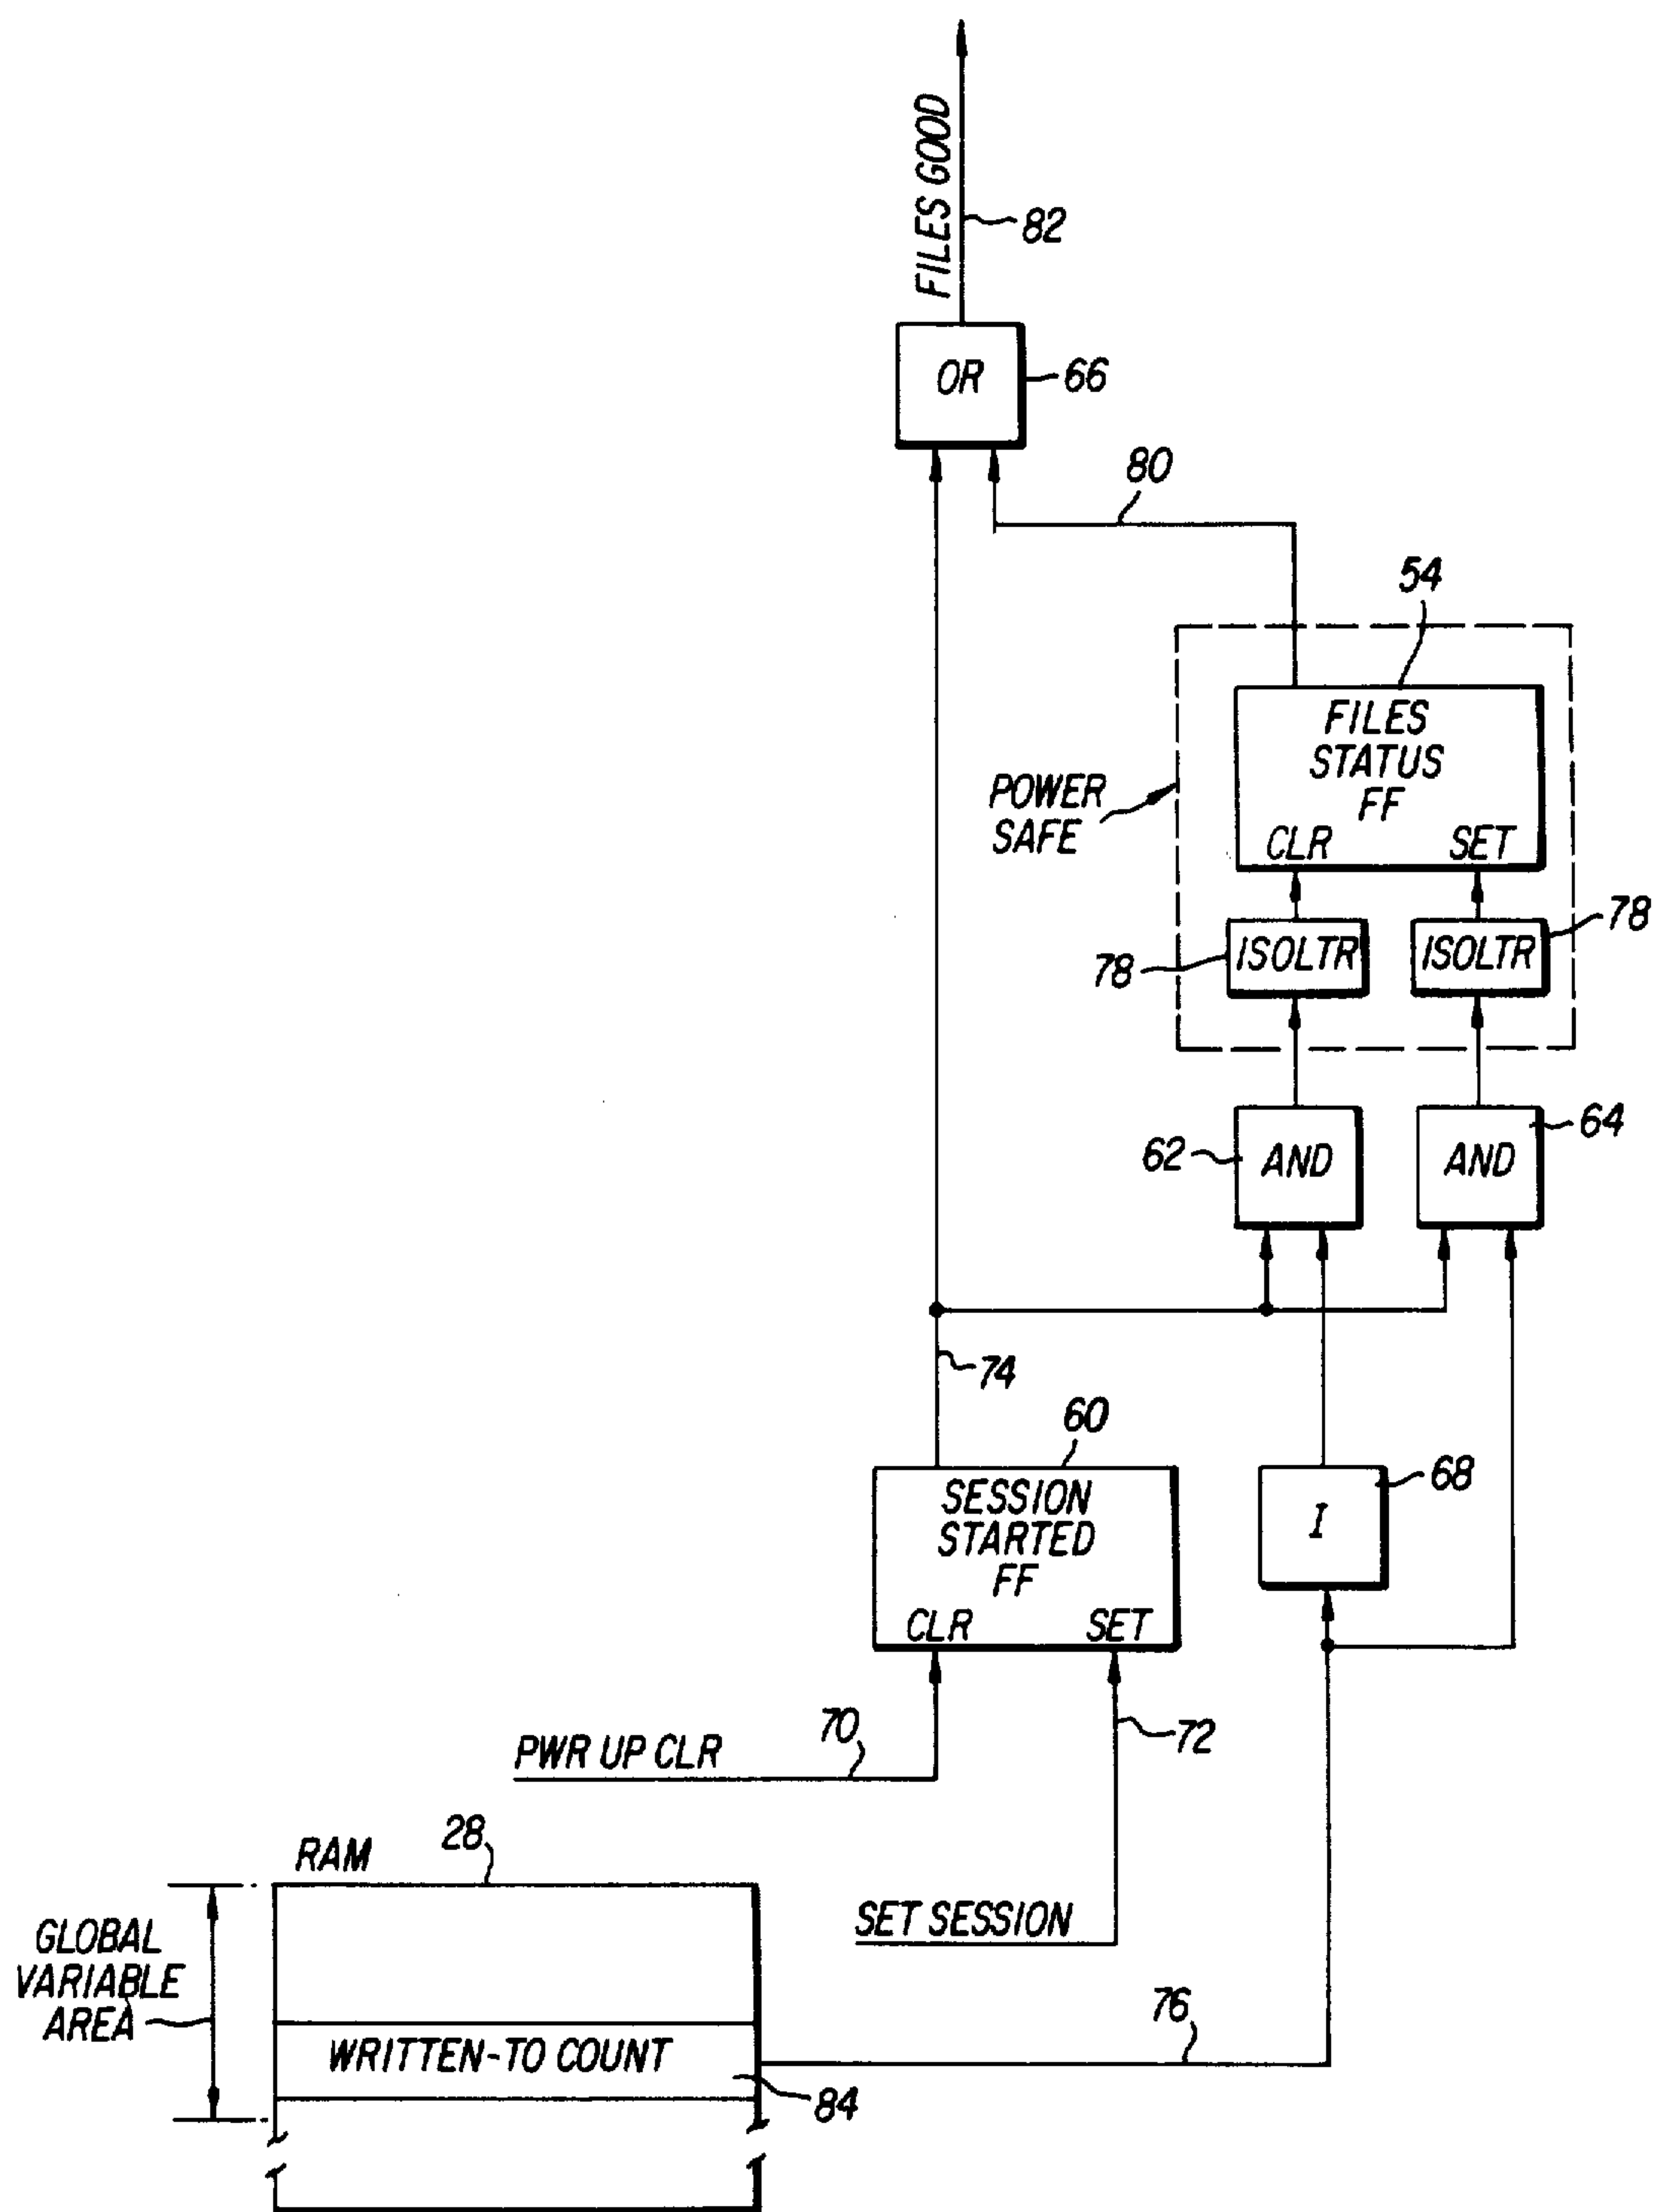 FILES GOOD
82
OR
66
80
54
FILES
STATUS
FF
CLR
SET
POWER
SAFE
ISOLTR
ISOLTR
78
78
62
AND
AND
64
74
60
SESSION
STARTED
FF
CLR
SET
I
68
PWR UP CLR
70
72
RAM
28
SET SESSION
GLOBAL
VARIABLE
AREA
WRITTEN-TO COUNT
76
84